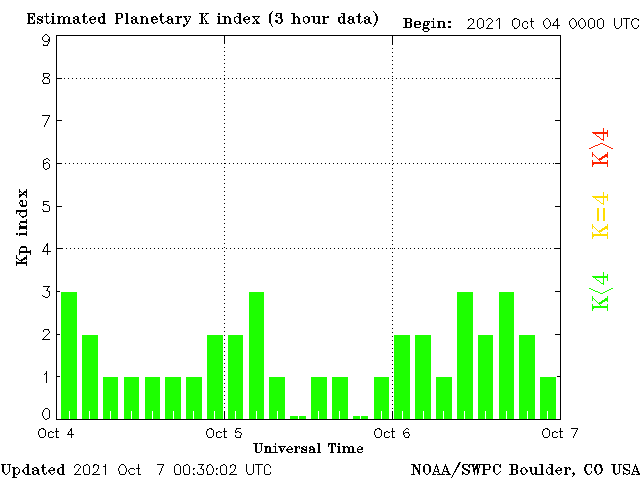 Estimated Planetary K index (3 hour data)
Begin: 2021 Oct 04 0000 UTC
9
8
7
6
5
4
3
2
1
0
Kp index
Oct 4
Oct 5
Oct 6
Oct 7
Universal Time
K>4
K=4
K<4
Updated 2021 Oct 7 00:30:02 UTC
NOAA/SWPC Boulder, CO USA